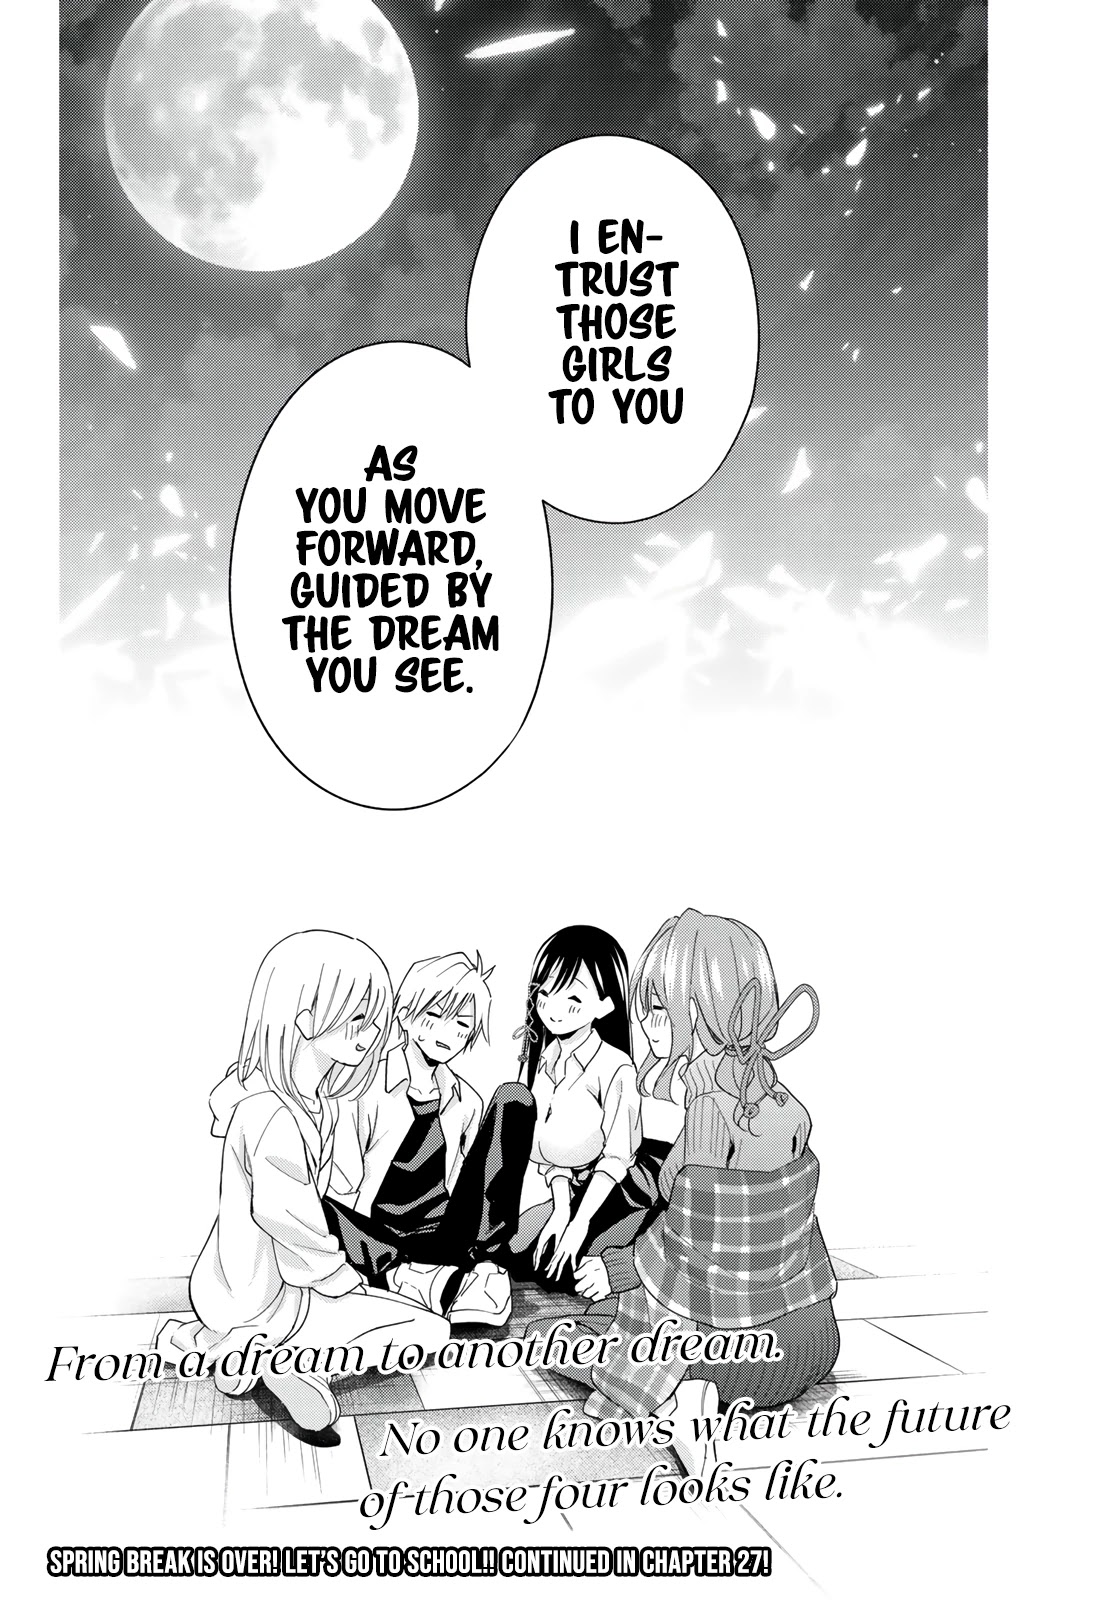 I EN-
TRUST
THOSE
GIRLS
TO YOU
AS
YOU MOVE
FORWARD,
GUIDED BY
THE DREAM
YOU SEE.
From a dream to another dream.
No one knows what the future
of those four looks like.
SPRING BREAK IS OVER! LET'S GO TO SCHOOL!! CONTINUED IN CHAPTER 27!